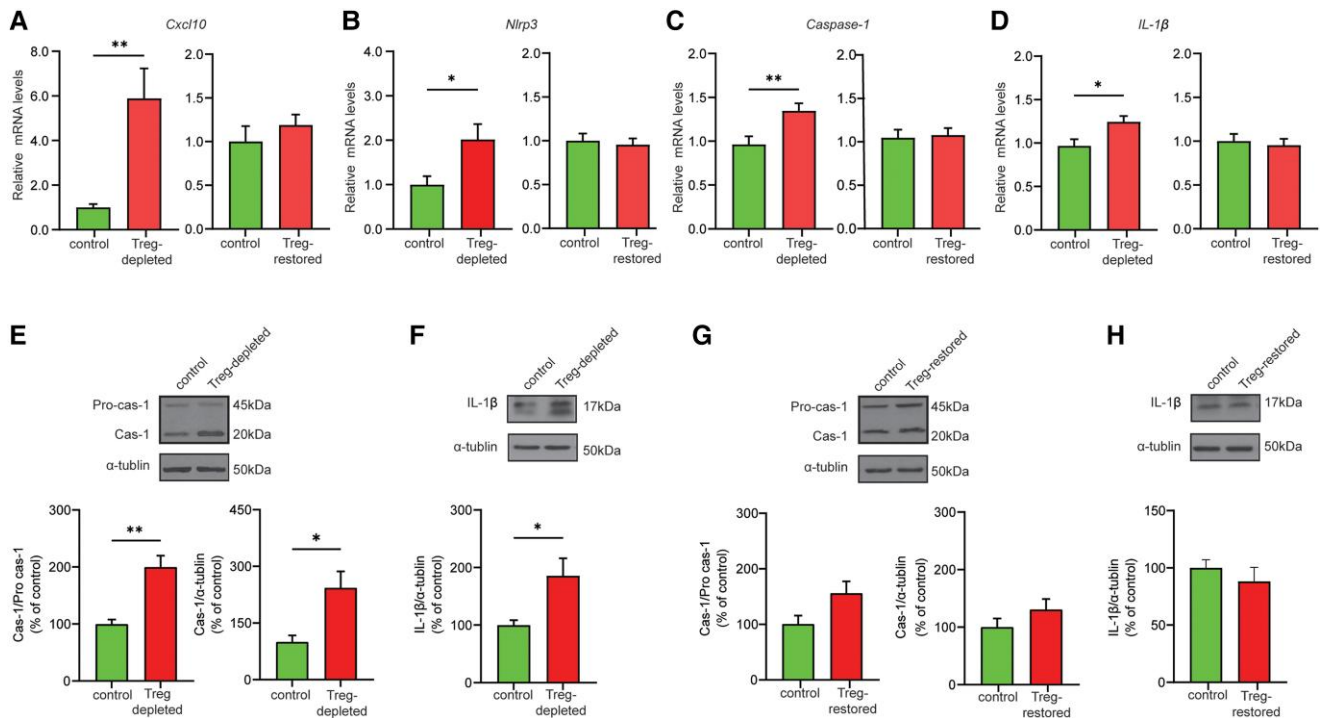 A
Cxcl10
Relative mRNA levels
8.0
6.0
4.0
2.0
0.0
**
control
Treg-
depleted
2.0
1.5
1.0
0.5
0.0
control
Treg-
restored
B
Nlrp3
Relative mRNA levels
4.0
3.0
2.0
1.0
0.0
*
control
Treg-
depleted
2.0
1.5
1.0
0.5
0.0
control
Treg-
restored
C
Caspase-1
Relative mRNA levels
2.0
1.5
1.0
0.5
0.0
**
control
Treg-
depleted
2.0
1.5
1.0
0.5
0.0
control
Treg-
restored
D
IL-1β
Relative mRNA levels
2.0
1.5
1.0
0.5
0.0
*
control
Treg-
depleted
2.0
1.5
1.0
0.5
0.0
control
Treg-
restored
E
control
Treg-depleted
Pro-cas-1
45kDa
Cas-1
20kDa
α-tublin
50kDa
Cas-1/Pro cas-1
(% of control)
300
200
100
0
**
control
Treg
depleted
Cas-1/α-tublin
(% of control)
450
300
150
0
*
control
Treg-
depleted
F
control
Treg-depleted
IL-1β
17kDa
α-tublin
50kDa
IL-1β/α-tublin
(% of control)
300
200
100
0
*
control
Treg-
depleted
G
control
Treg-restored
Pro-cas-1
45kDa
Cas-1
20kDa
α-tublin
50kDa
Cas-1/Pro cas-1
(% of control)
300
200
100
0
control
Treg-
restored
Cas-1/α-tublin
(% of control)
300
200
100
0
control
Treg-
restored
H
control
Treg-restored
IL-1β
17kDa
α-tublin
50kDa
IL-1β/α-tublin
(% of control)
150
100
50
0
control
Treg-
restored